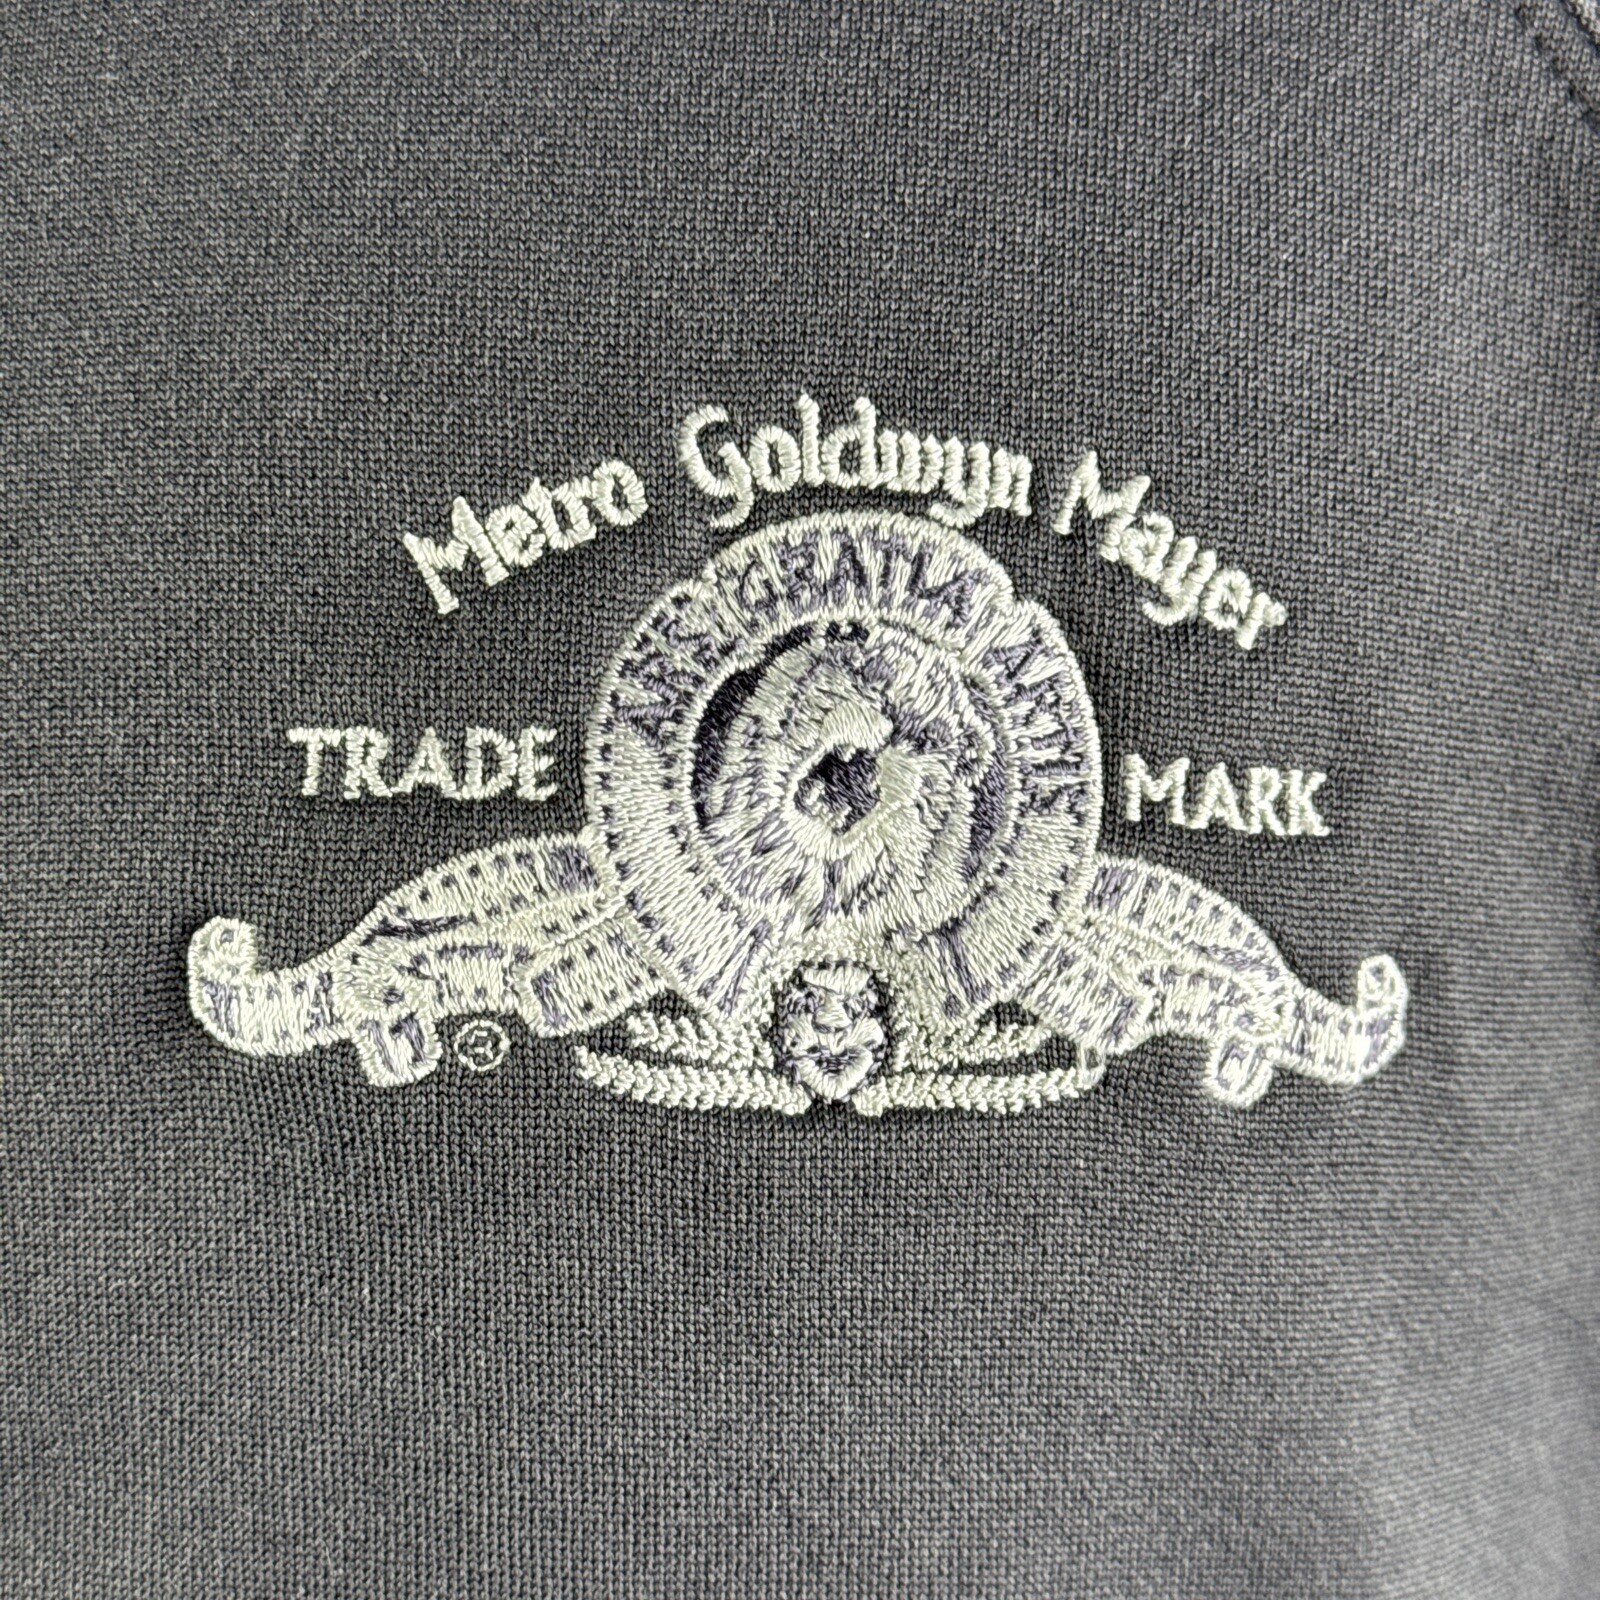 Metro Goldwyn Mayer
ARS GRATIA ARTIS
TRADE MARK
®